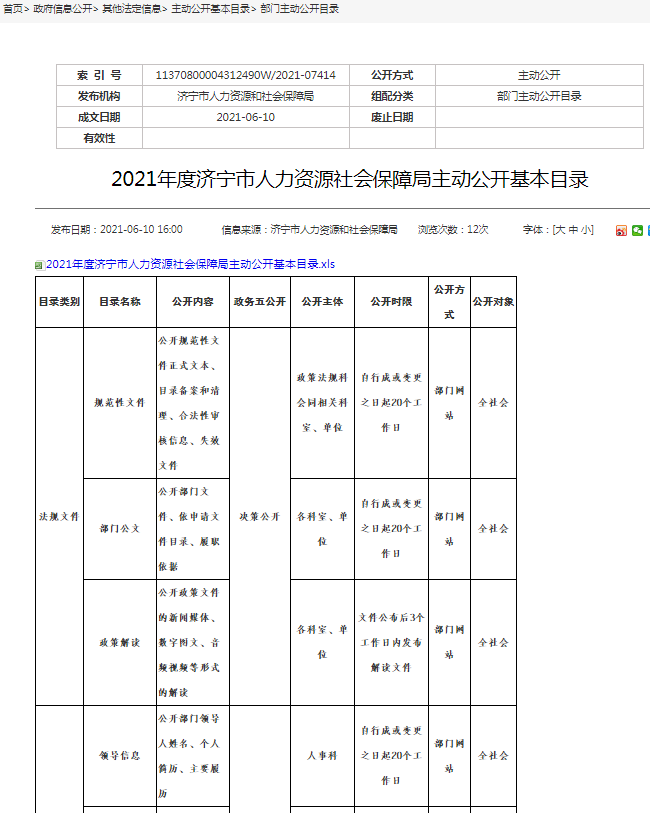 首页> 政府信息公开> 其他法定信息> 主动公开基本目录> 部门主动公开目录
索 引 号 11370800004312490W/2021-07414 公开方式 主动公开
发布机构 济宁市人力资源和社会保障局 组配分类 部门主动公开目录
成文日期 2021-06-10 废止日期
有效性
2021年度济宁市人力资源社会保障局主动公开基本目录
发布日期：2021-06-10 16:00 信息来源：济宁市人力资源和社会保障局 浏览次数：12次 字体：[大 中 小]
2021年度济宁市人力资源社会保障局主动公开基本目录.xls
目录类别 目录名称 公开内容 政务五公开 公开主体 公开时限 公开方
式 公开对象
法规文件
规范性文件
公开规范性文
件正式文本、
目录备案和清
理、合法性审
核信息、失效
文件
决策公开
政策法规科
会同相关科
室、单位
自行成或变更
之日起20个工
作日
部门网
站
全社会
部门公文
公开部门文
件、依申请文
件目录、履职
依据
各科室、单
位
自行成或变更
之日起20个工
作日
部门网
站
全社会
政策解读
公开政策文件
的新闻媒体、
数字图文、音
频视频等形式
的解读
各科室、单
位
文件公布后3个
工作日内发布
解读文件
部门网
站
全社会
领导信息
公开部门领导
人姓名、个人
简历、主要履
历
人事科
自行成或变更
之日起20个工
作日
部门网
站
全社会